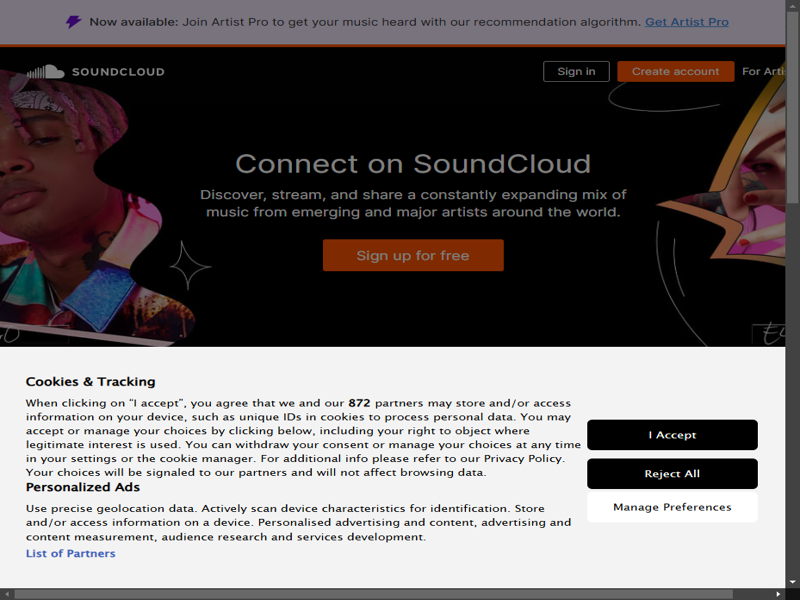 Now available: Join Artist Pro to get your music heard with our recommendation algorithm. Get Artist Pro
SOUNDCLOUD
Sign in
Create account
For Arti
Connect on SoundCloud
Discover, stream, and share a constantly expanding mix of
music from emerging and major artists around the world.
Sign up for free
Cookies & Tracking
When clicking on “I accept”, you agree that we and our 872 partners may store and/or access
information on your device, such as unique IDs in cookies to process personal data. You may
accept or manage your choices by clicking below, including your right to object where
legitimate interest is used. You can withdraw your consent or manage your choices at any time
in your settings or the cookie manager. For additional info please refer to our Privacy Policy.
Your choices will be signaled to our partners and will not affect browsing data.
Personalized Ads
Use precise geolocation data. Actively scan device characteristics for identification. Store
and/or access information on a device. Personalised advertising and content, advertising and
content measurement, audience research and services development.
List of Partners
I Accept
Reject All
Manage Preferences